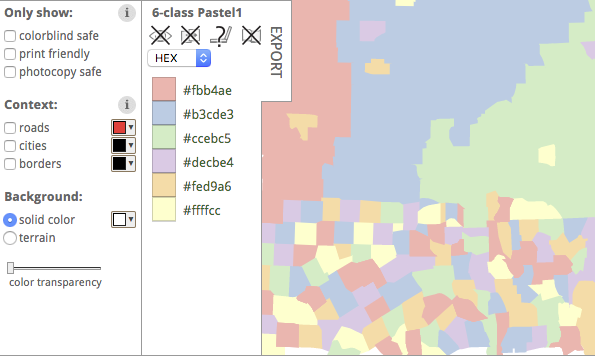 Only show:
i
colorblind safe
print friendly
photocopy safe
Context:
i
roads
cities
borders
Background:
solid color
terrain
color transparency
6-class Pastel1
?
HEX
EXPORT
#fbb4ae
#b3cde3
#ccebc5
#decbe4
#fed9a6
#ffffcc